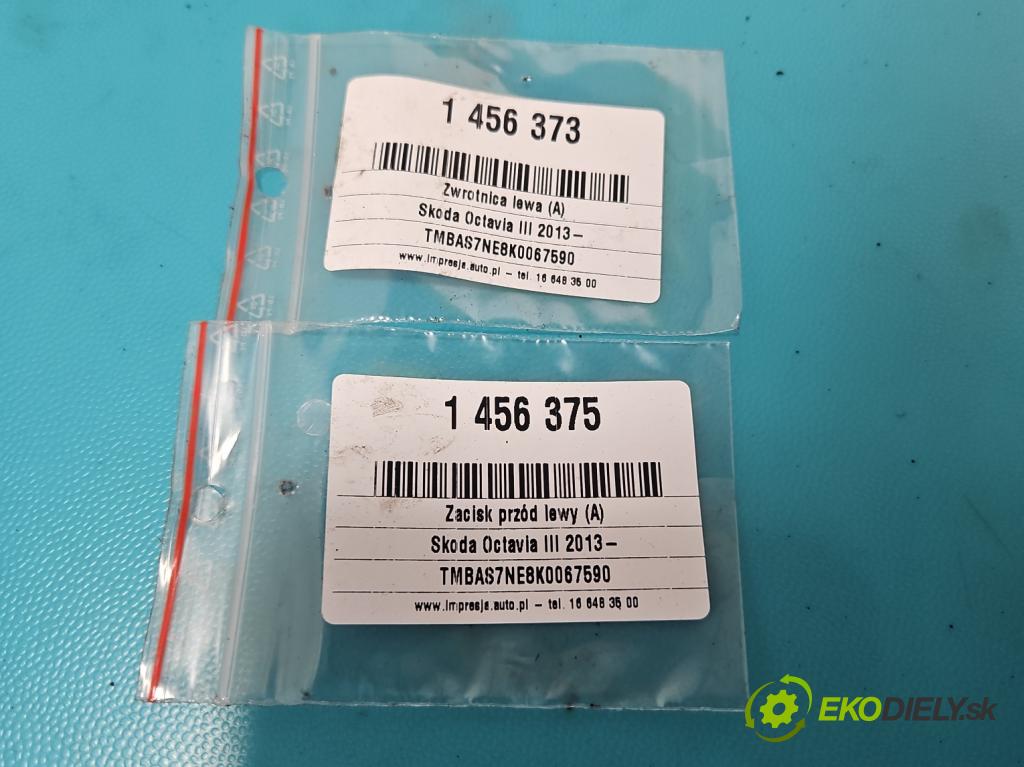 1 456 373
Zwrotnica lewa (A)
Skoda Octavia III 2013–
TMBAS7NE8K0067590
www.impresja.auto.pl – tel. 16 648 35 00
1 456 375
Zacisk przód lewy (A)
Skoda Octavia III 2013–
TMBAS7NE8K0067590
www.impresja.auto.pl – tel. 16 648 35 00
EKODIELY.sk